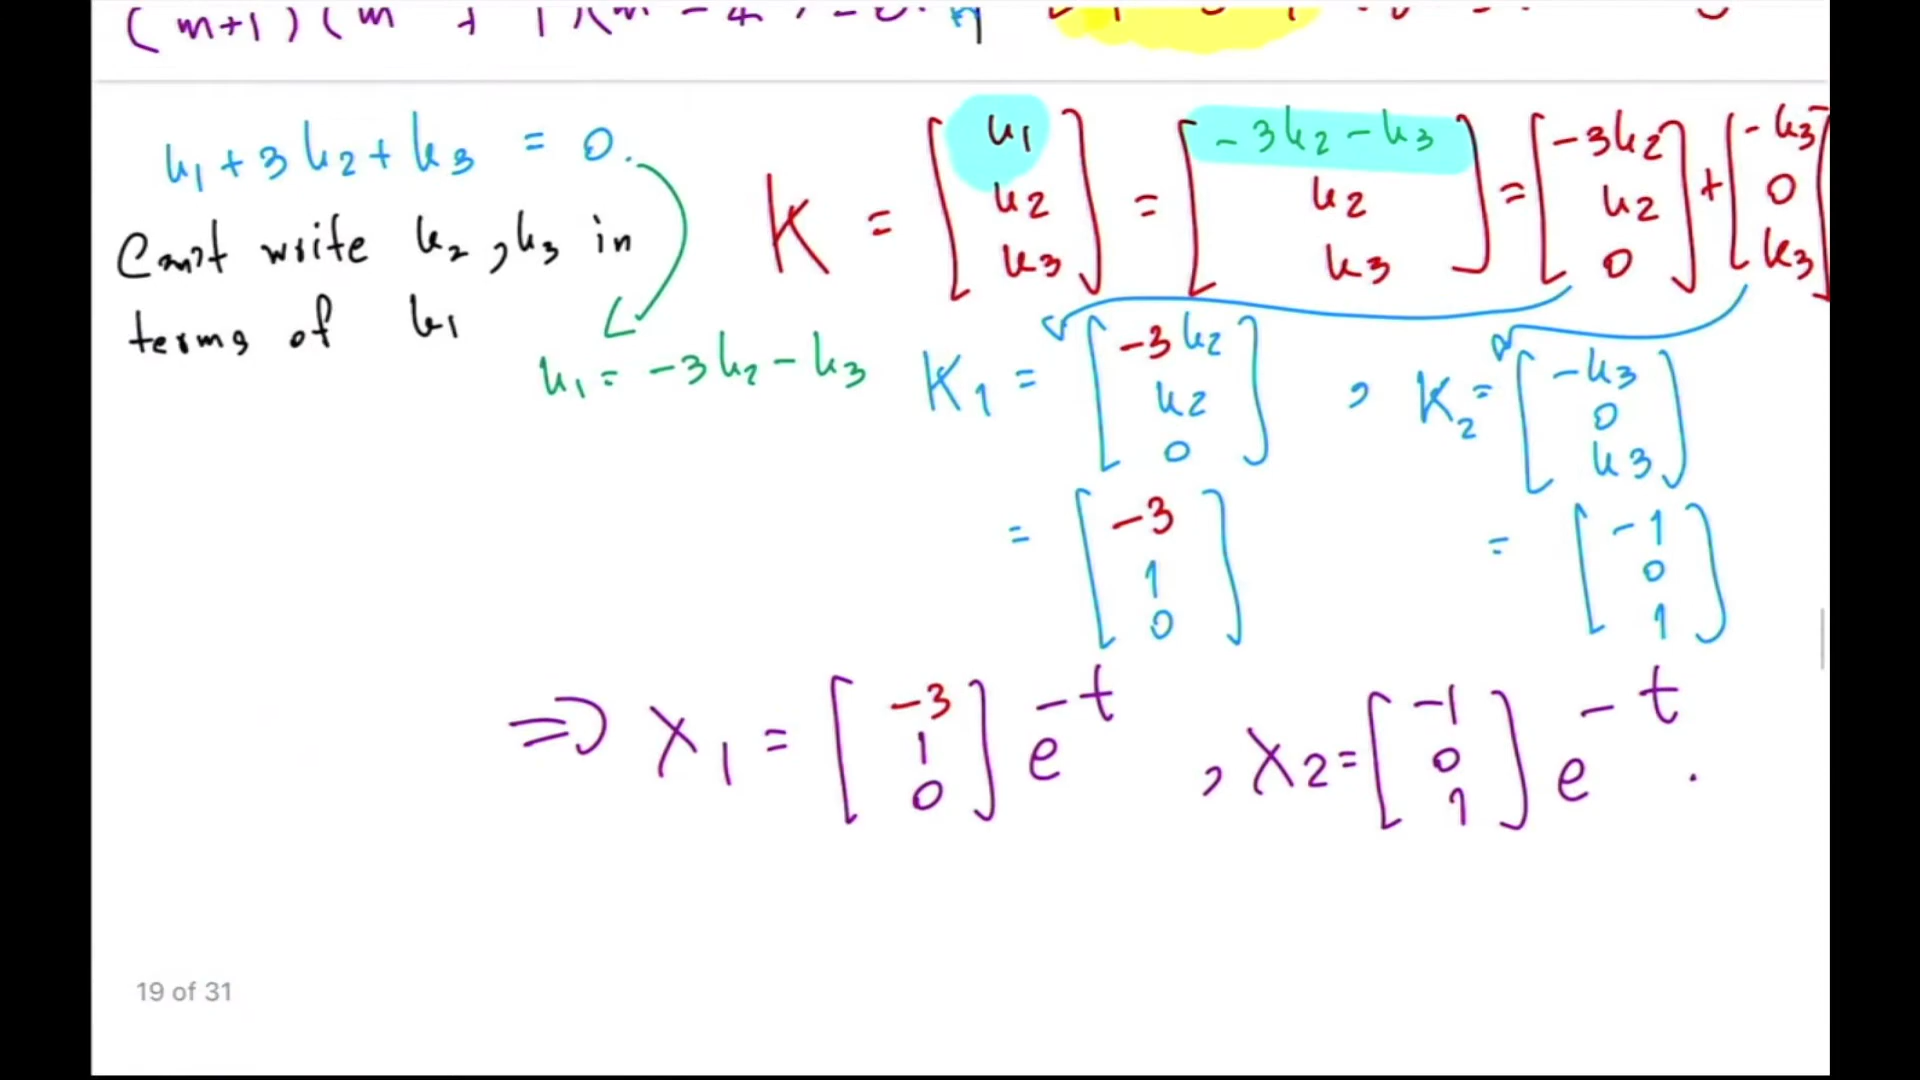 k₁ + 3k₂ + k₃ = 0.
Can't write k₂, k₃ in
terms of k₁
k₁ = -3k₂ - k₃
K = [k₁ k₂ k₃] = [-3k₂ - k₃ k₂ k₃] = [-3k₂ k₂ 0] + [-k₃ 0 k₃]
K₁ = [-3k₂ k₂ 0] , K₂ = [-k₃ 0 k₃]
= [-3 1 0] = [-1 0 1]
⇒ X₁ = [-3 1 0] e^-t , X₂ = [-1 0 1] e^-t .
19 of 31